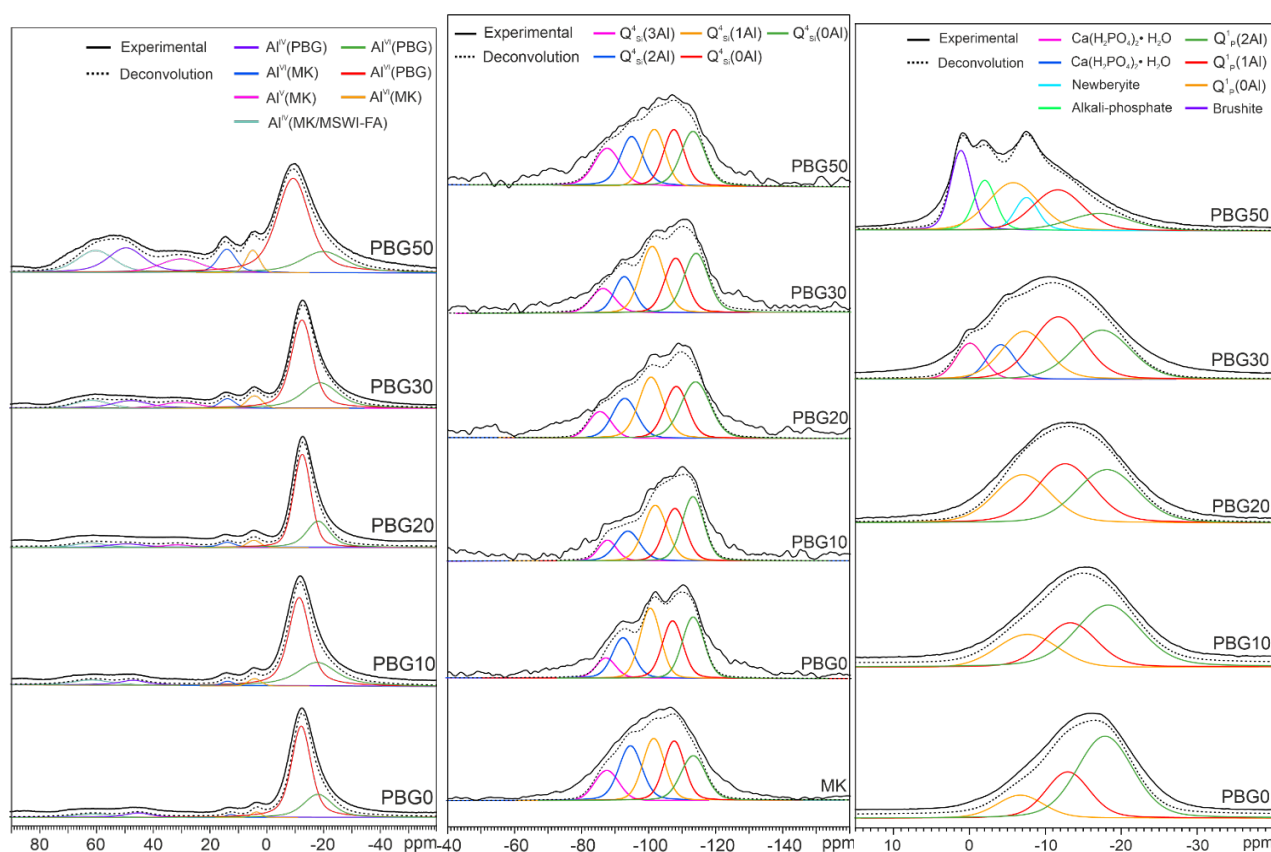 Experimental
Deconvolution
Al^IV(PBG)
Al^VI(PBG)
Al^VI(MK)
Al^VI(PBG)
Al^V(MK)
Al^VI(MK)
Al^IV(MK/MSWI-FA)
PBG50
PBG30
PBG20
PBG10
PBG0
80 60 40 20 0 -20 ppm
Experimental
Deconvolution
Q^4_Si(3Al)
Q^4_Si(1Al)
Q^4_Si(0Al)
Q^4_Si(2Al)
Q^4_Si(0Al)
PBG50
PBG30
PBG20
PBG10
PBG0
MK
-40 -60 -80 -100 -120 -140 ppm
Experimental
Deconvolution
Ca(H₂PO₄)₂• H₂O
Q^1_P(2Al)
Ca(H₂PO₄)₂• H₂O
Q^1_P(1Al)
Newberyite
Q^1_P(0Al)
Alkali-phosphate
Brushite
PBG50
PBG30
PBG20
PBG10
PBG0
10 0 -10 -20 -30 ppm